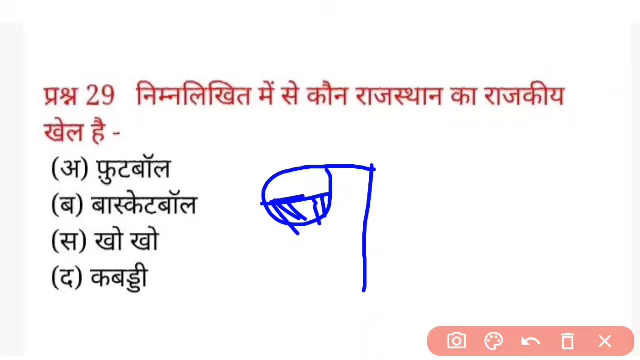 प्रश्न 29 निम्नलिखित में से कौन राजस्थान का राजकीय
खेल है -
(अ) फ़ुटबॉल
(ब) बास्केटबॉल
(स) खो खो
(द) कबड्डी